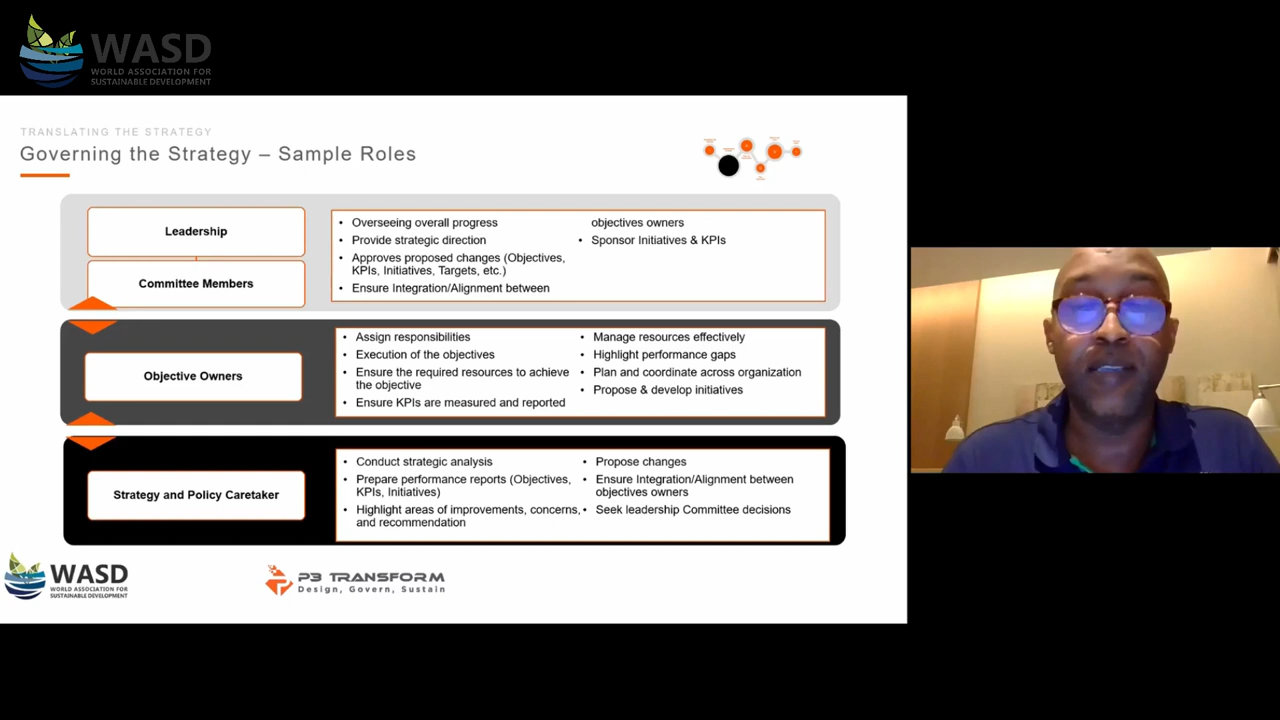 WASD
WORLD ASSOCIATION FOR
SUSTAINABLE DEVELOPMENT
TRANSLATING THE STRATEGY
Governing the Strategy – Sample Roles
Leadership
Committee Members
• Overseeing overall progress
• Provide strategic direction
• Approves proposed changes (Objectives,
KPIs, Initiatives, Targets, etc.)
• Ensure Integration/Alignment between
objectives owners
• Sponsor Initiatives & KPIs
Objective Owners
• Assign responsibilities
• Execution of the objectives
• Ensure the required resources to achieve
the objective
• Ensure KPIs are measured and reported
• Manage resources effectively
• Highlight performance gaps
• Plan and coordinate across organization
• Propose & develop initiatives
Strategy and Policy Caretaker
• Conduct strategic analysis
• Prepare performance reports (Objectives,
KPIs, Initiatives)
• Highlight areas of improvements, concerns,
and recommendation
• Propose changes
• Ensure Integration/Alignment between
objectives owners
• Seek leadership Committee decisions
WASD
WORLD ASSOCIATION FOR
SUSTAINABLE DEVELOPMENT
P3 TRANSFORM
Design, Govern, Sustain